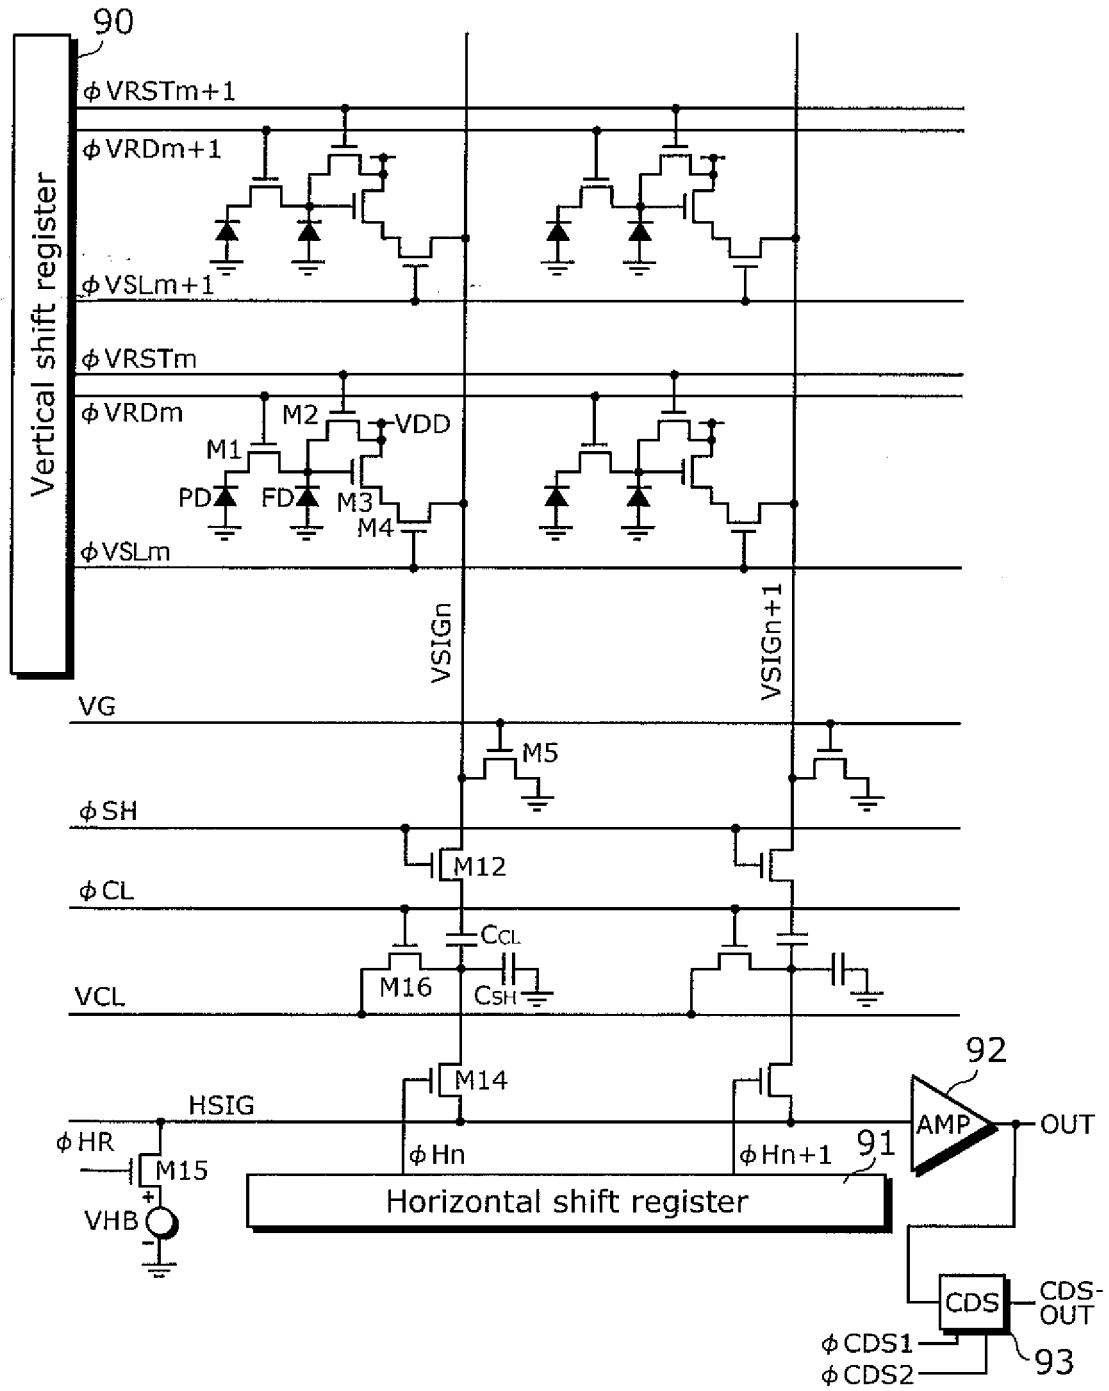 90
Vertical shift register
ϕVRSTm+1
ϕVRDm+1
ϕVSLm+1
ϕVRSTm
ϕVRDm
M2
VDD
M1
PD
FD
M3
M4
ϕVSLm
VSIGn
VSIGn+1
VG
M5
ϕSH
M12
ϕCL
CCL
M16
CSH
VCL
M14
92
HSIG
AMP
OUT
ϕHR
M15
ϕHn
ϕHn+1
91
+
VHB
−
Horizontal shift register
CDS
CDS-
OUT
ϕCDS1
ϕCDS2
93